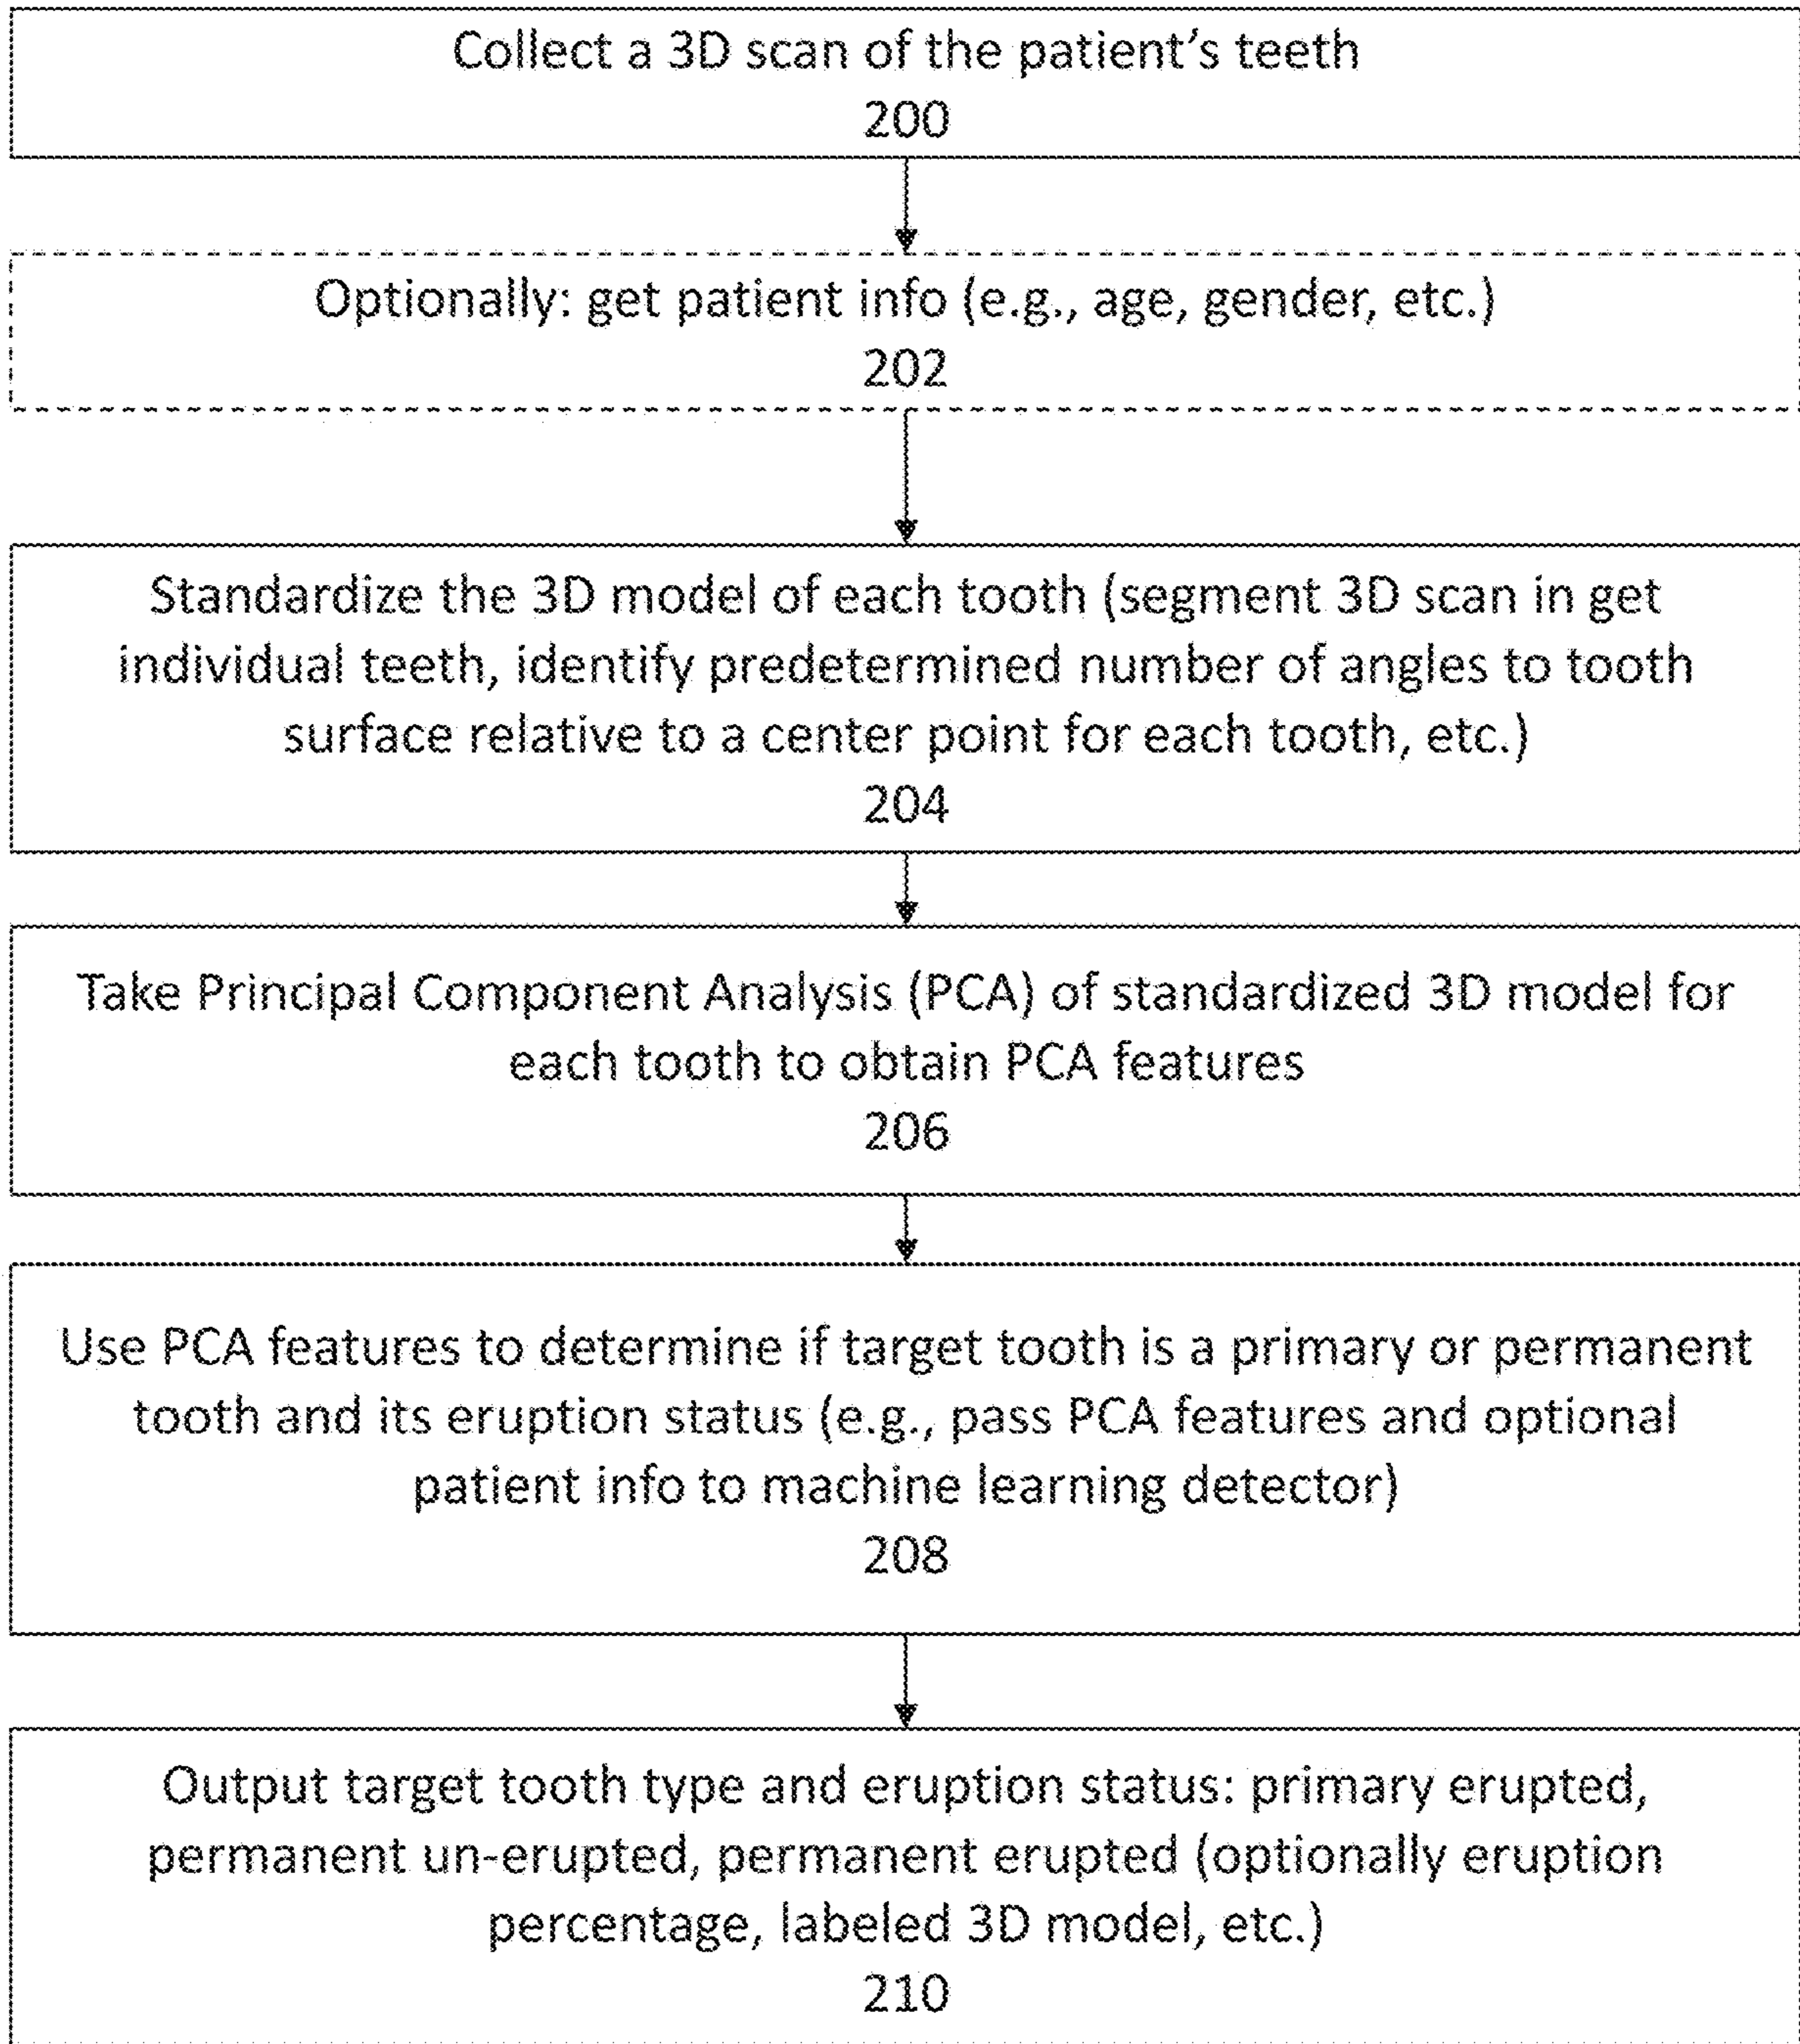 Collect a 3D scan of the patient's teeth
200
Optionally: get patient info (e.g., age, gender, etc.)
202
Standardize the 3D model of each tooth (segment 3D scan in get
individual teeth, identify predetermined number of angles to tooth
surface relative to a center point for each tooth, etc.)
204
Take Principal Component Analysis (PCA) of standardized 3D model for
each tooth to obtain PCA features
206
Use PCA features to determine if target tooth is a primary or permanent
tooth and its eruption status (e.g., pass PCA features and optional
patient info to machine learning detector)
208
Output target tooth type and eruption status: primary erupted,
permanent un-erupted, permanent erupted (optionally eruption
percentage, labeled 3D model, etc.)
210